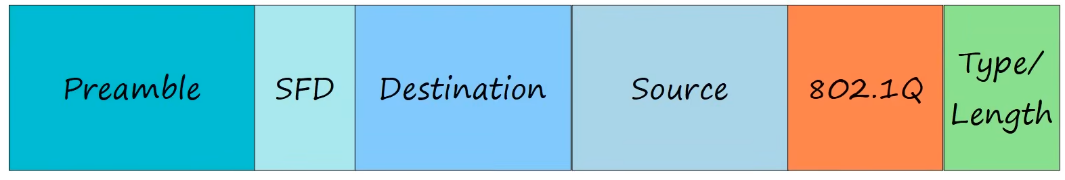 Preamble
SFD
Destination
Source
802.1Q
Type/
Length